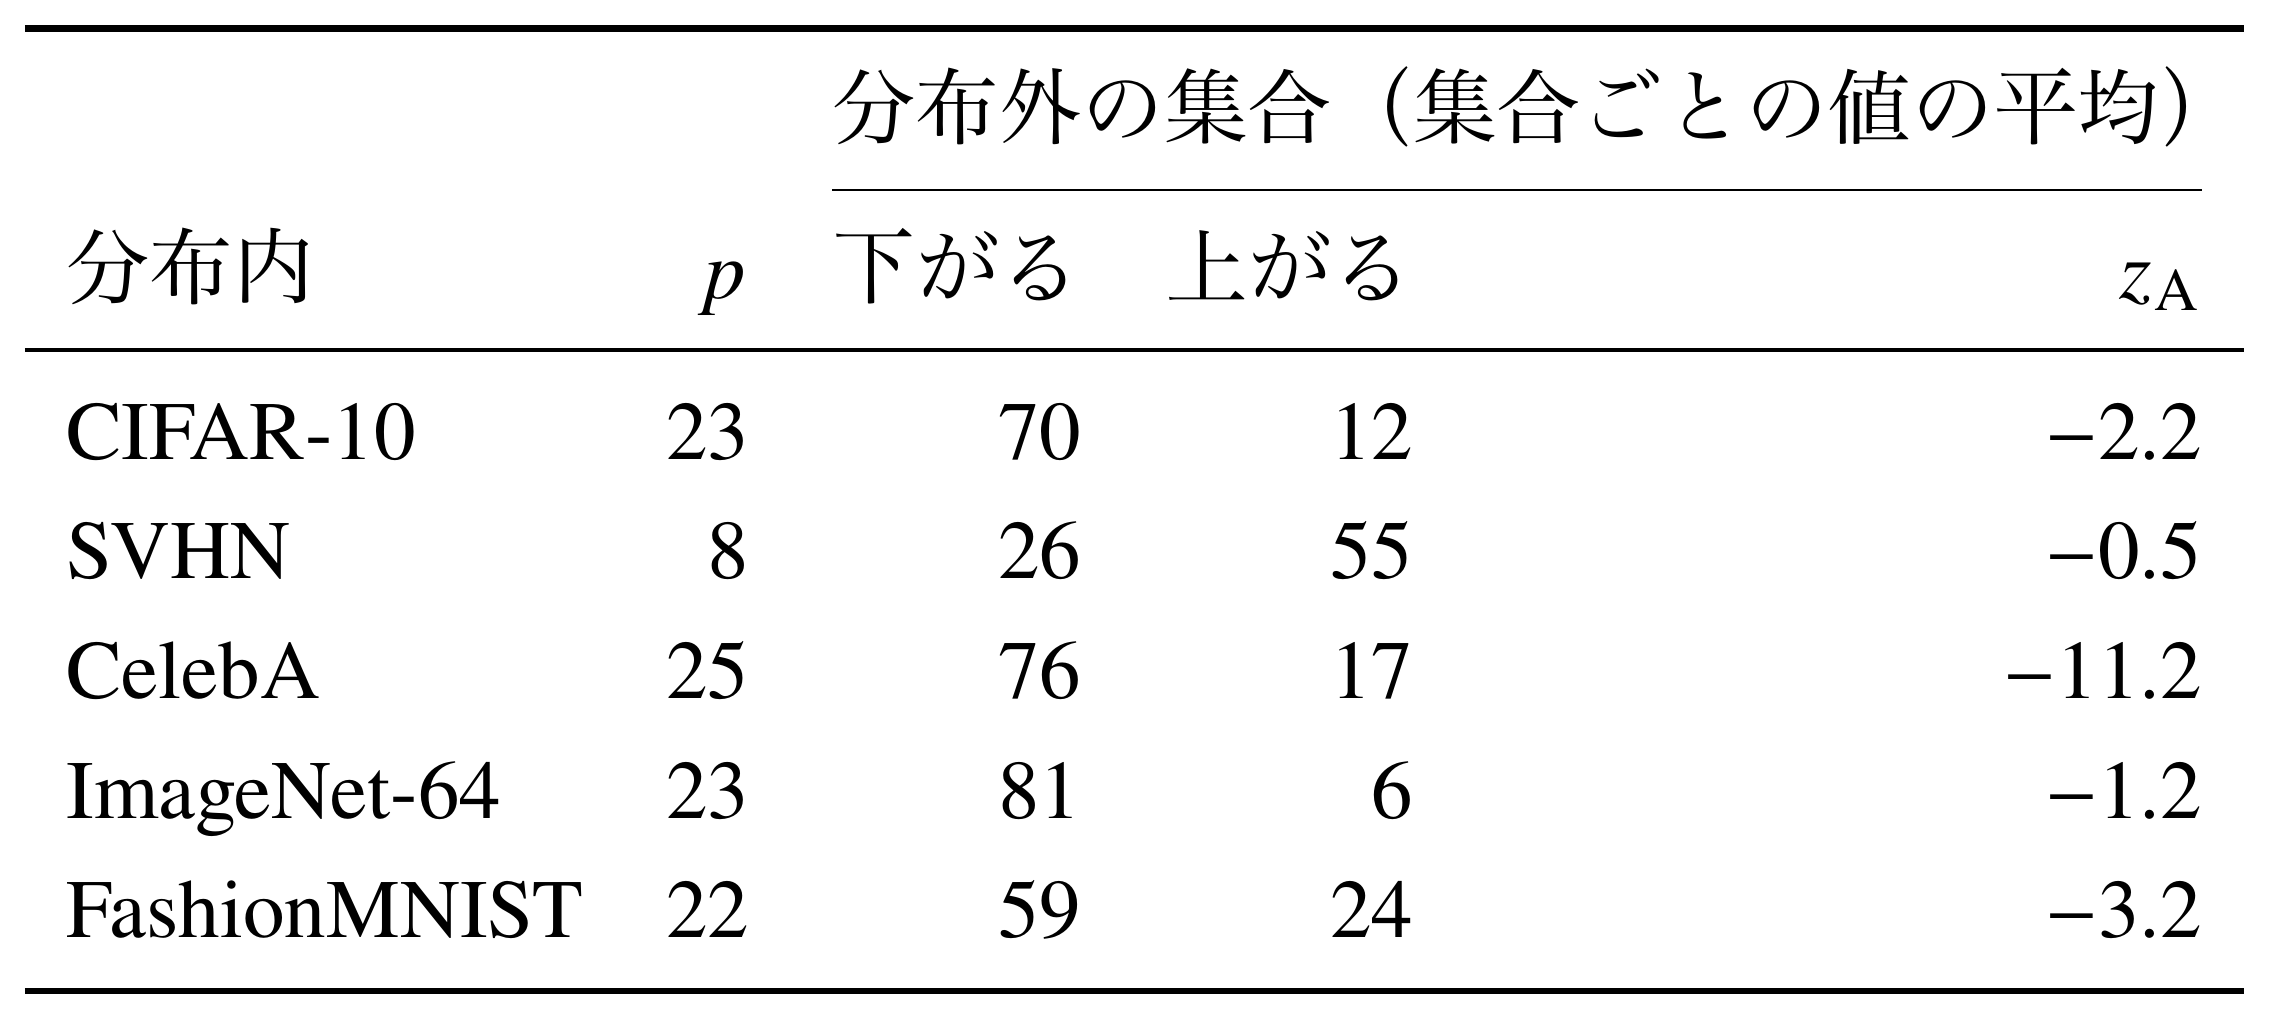 分布外の集合（集合ごとの値の平均）
分布内 p 下がる 上がる zA
CIFAR-10 23 70 12 −2.2
SVHN 8 26 55 −0.5
CelebA 25 76 17 −11.2
ImageNet-64 23 81 6 −1.2
FashionMNIST 22 59 24 −3.2